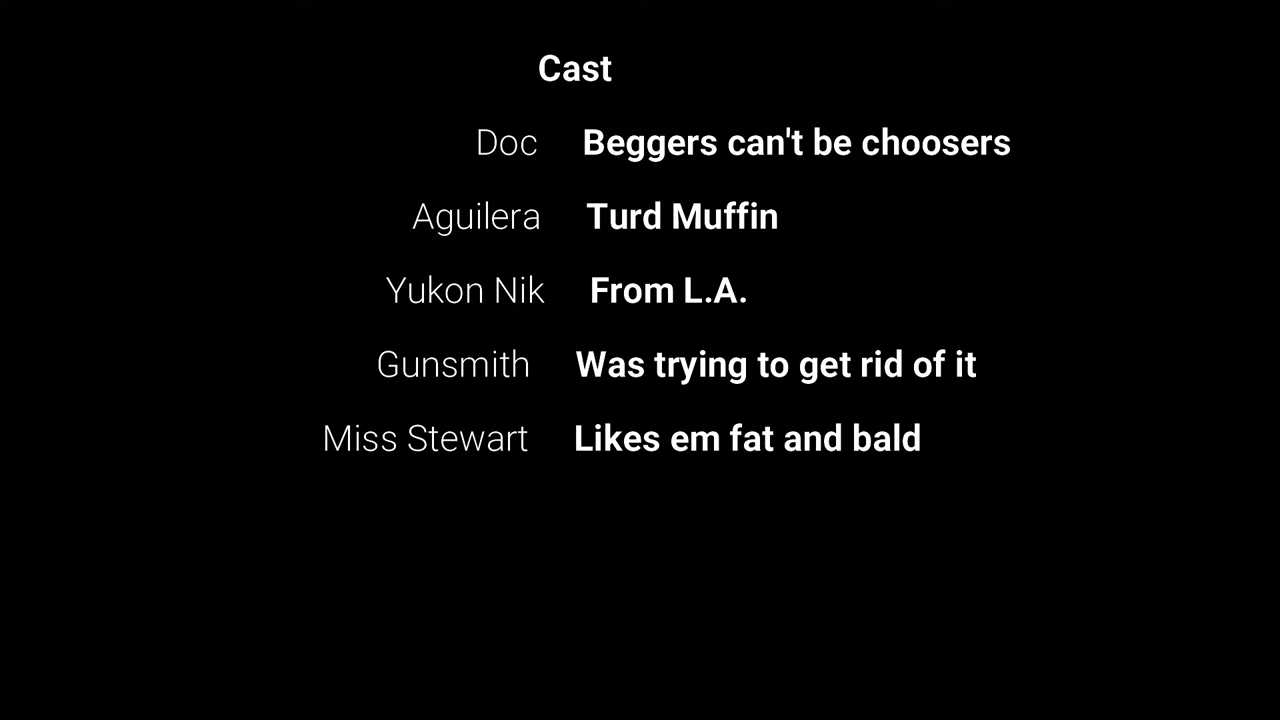 Cast
Doc Beggers can't be choosers
Aguilera Turd Muffin
Yukon Nik From L.A.
Gunsmith Was trying to get rid of it
Miss Stewart Likes em fat and bald